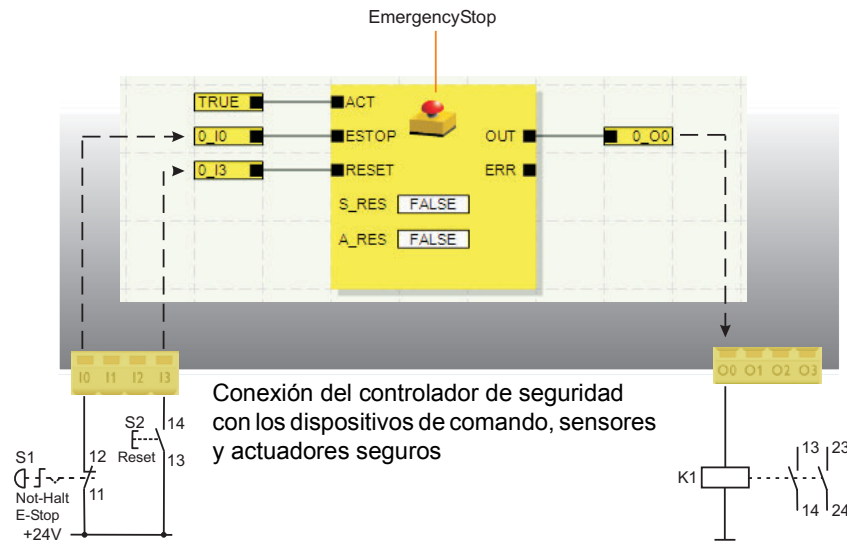 EmergencyStop
TRUE
ACT
0_I0
ESTOP
OUT
0_O0
0_I3
RESET
ERR
S_RES
FALSE
A_RES
FALSE
I0 I1 I2 I3
O0 O1 O2 O3
Conexión del controlador de seguridad
con los dispositivos de comando, sensores
y actuadores seguros
S1
12
11
Not-Halt
E-Stop
+24V
S2
14
Reset
13
K1
13
23
14
24